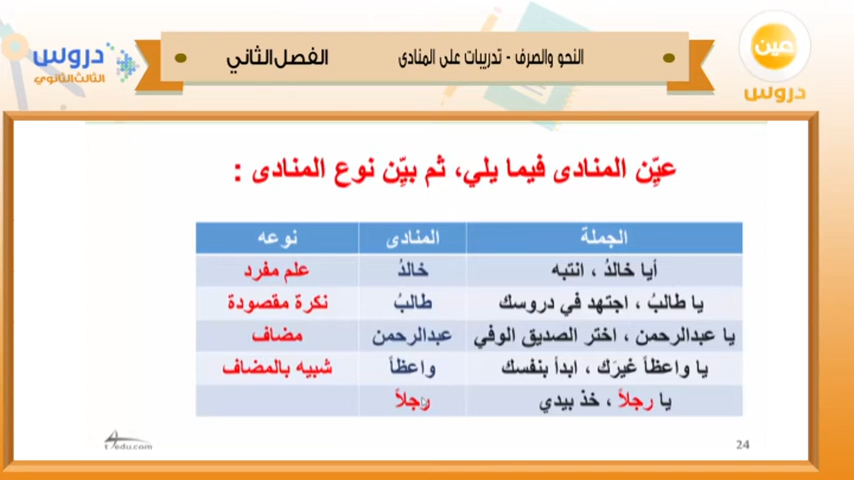 دروس
الثالث الثانوي
النحو والصرف - تدريبات على المنادى الفصل الثاني
عين
دروس
عيِّن المنادى فيما يلي، ثم بيِّن نوع المنادى :
الجملة المنادى نوعه
أيا خالدُ ، انتبه خالدُ علم مفرد
يا طالبُ ، اجتهد في دروسك طالبُ نكرة مقصودة
يا عبدالرحمن ، اختر الصديق الوفي عبدالرحمن مضاف
يا واعظاً غيرَك ، ابدأ بنفسك واعظاً شبيه بالمضاف
يا رجلاً ، خذ بيدي رجلاً
24